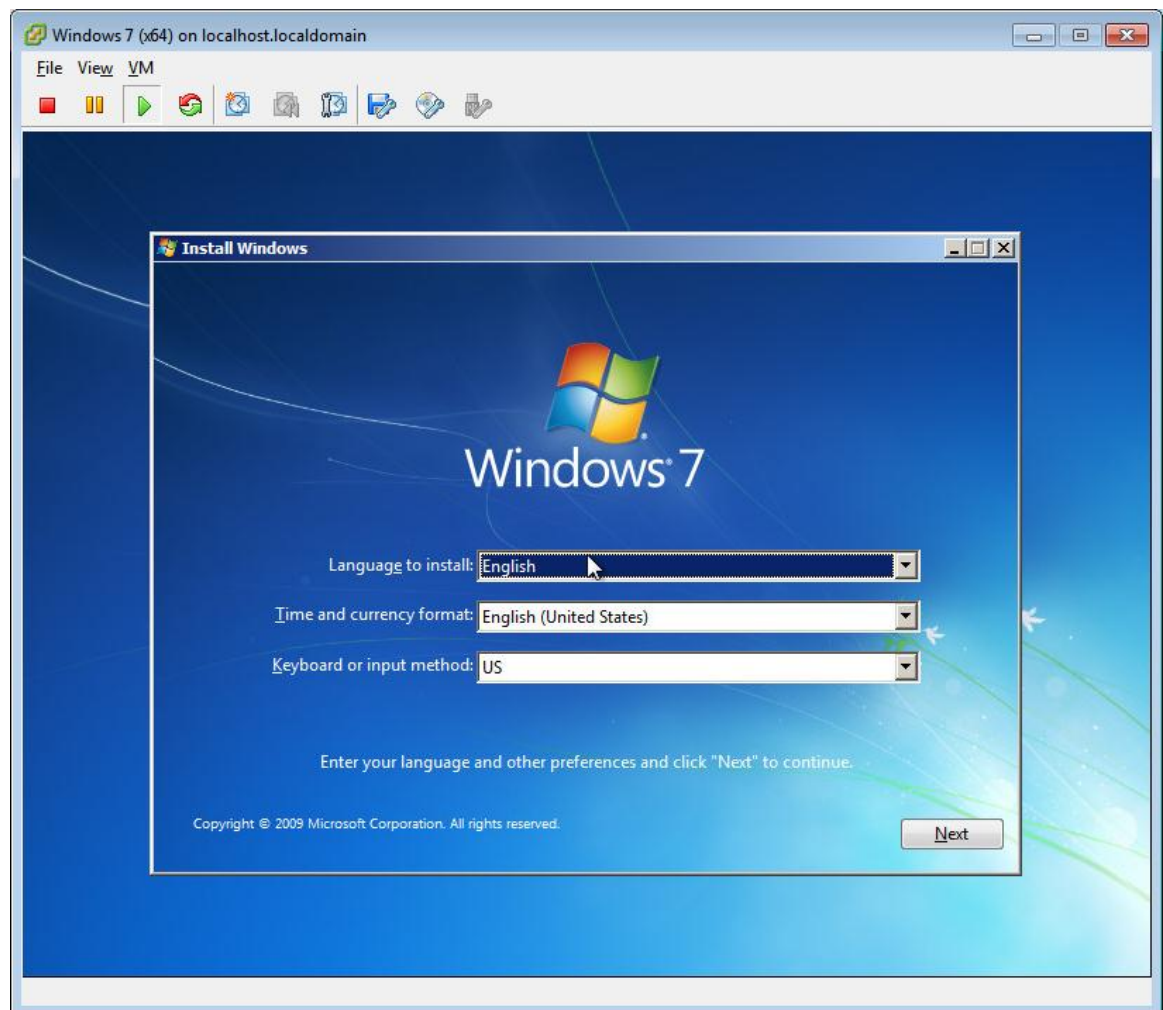 Windows 7 (x64) on localhost.localdomain
File View VM
Install Windows
Windows® 7
Language to install: English
Time and currency format: English (United States)
Keyboard or input method: US
Enter your language and other preferences and click "Next" to continue.
Copyright © 2009 Microsoft Corporation. All rights reserved.
Next